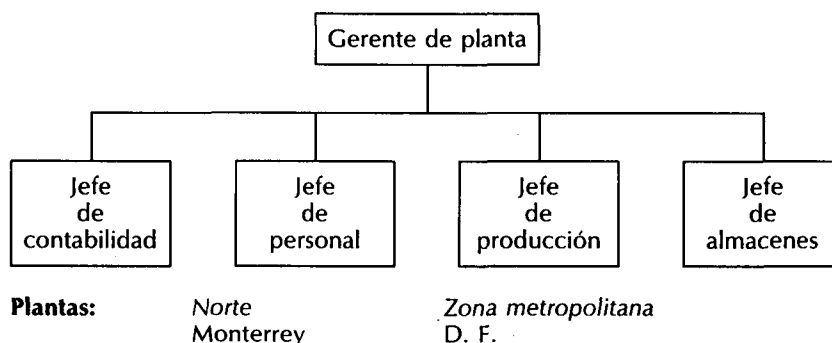 Gerente de planta
Jefe
de
contabilidad
Jefe
de
personal
Jefe
de
producción
Jefe
de
almacenes
Plantas: Norte Zona metropolitana
Monterrey D. F.